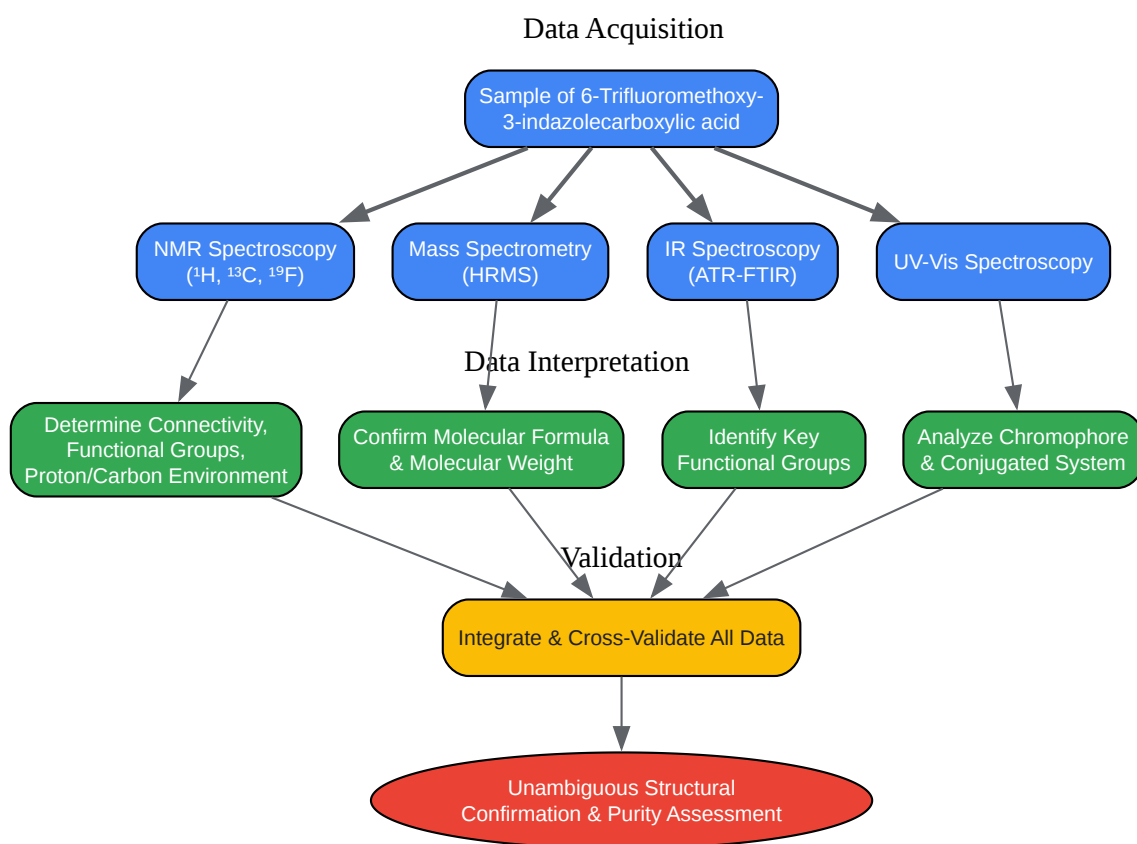 Data Acquisition
Sample of 6-Trifluoromethoxy-
3-indazolecarboxylic acid
NMR Spectroscopy
(¹H, ¹³C, ¹⁹F)
Mass Spectrometry
(HRMS)
IR Spectroscopy
(ATR-FTIR)
UV-Vis Spectroscopy
Data Interpretation
Determine Connectivity,
Functional Groups,
Proton/Carbon Environment
Confirm Molecular Formula
& Molecular Weight
Identify Key
Functional Groups
Analyze Chromophore
& Conjugated System
Validation
Integrate & Cross-Validate All Data
Unambiguous Structural
Confirmation & Purity Assessment